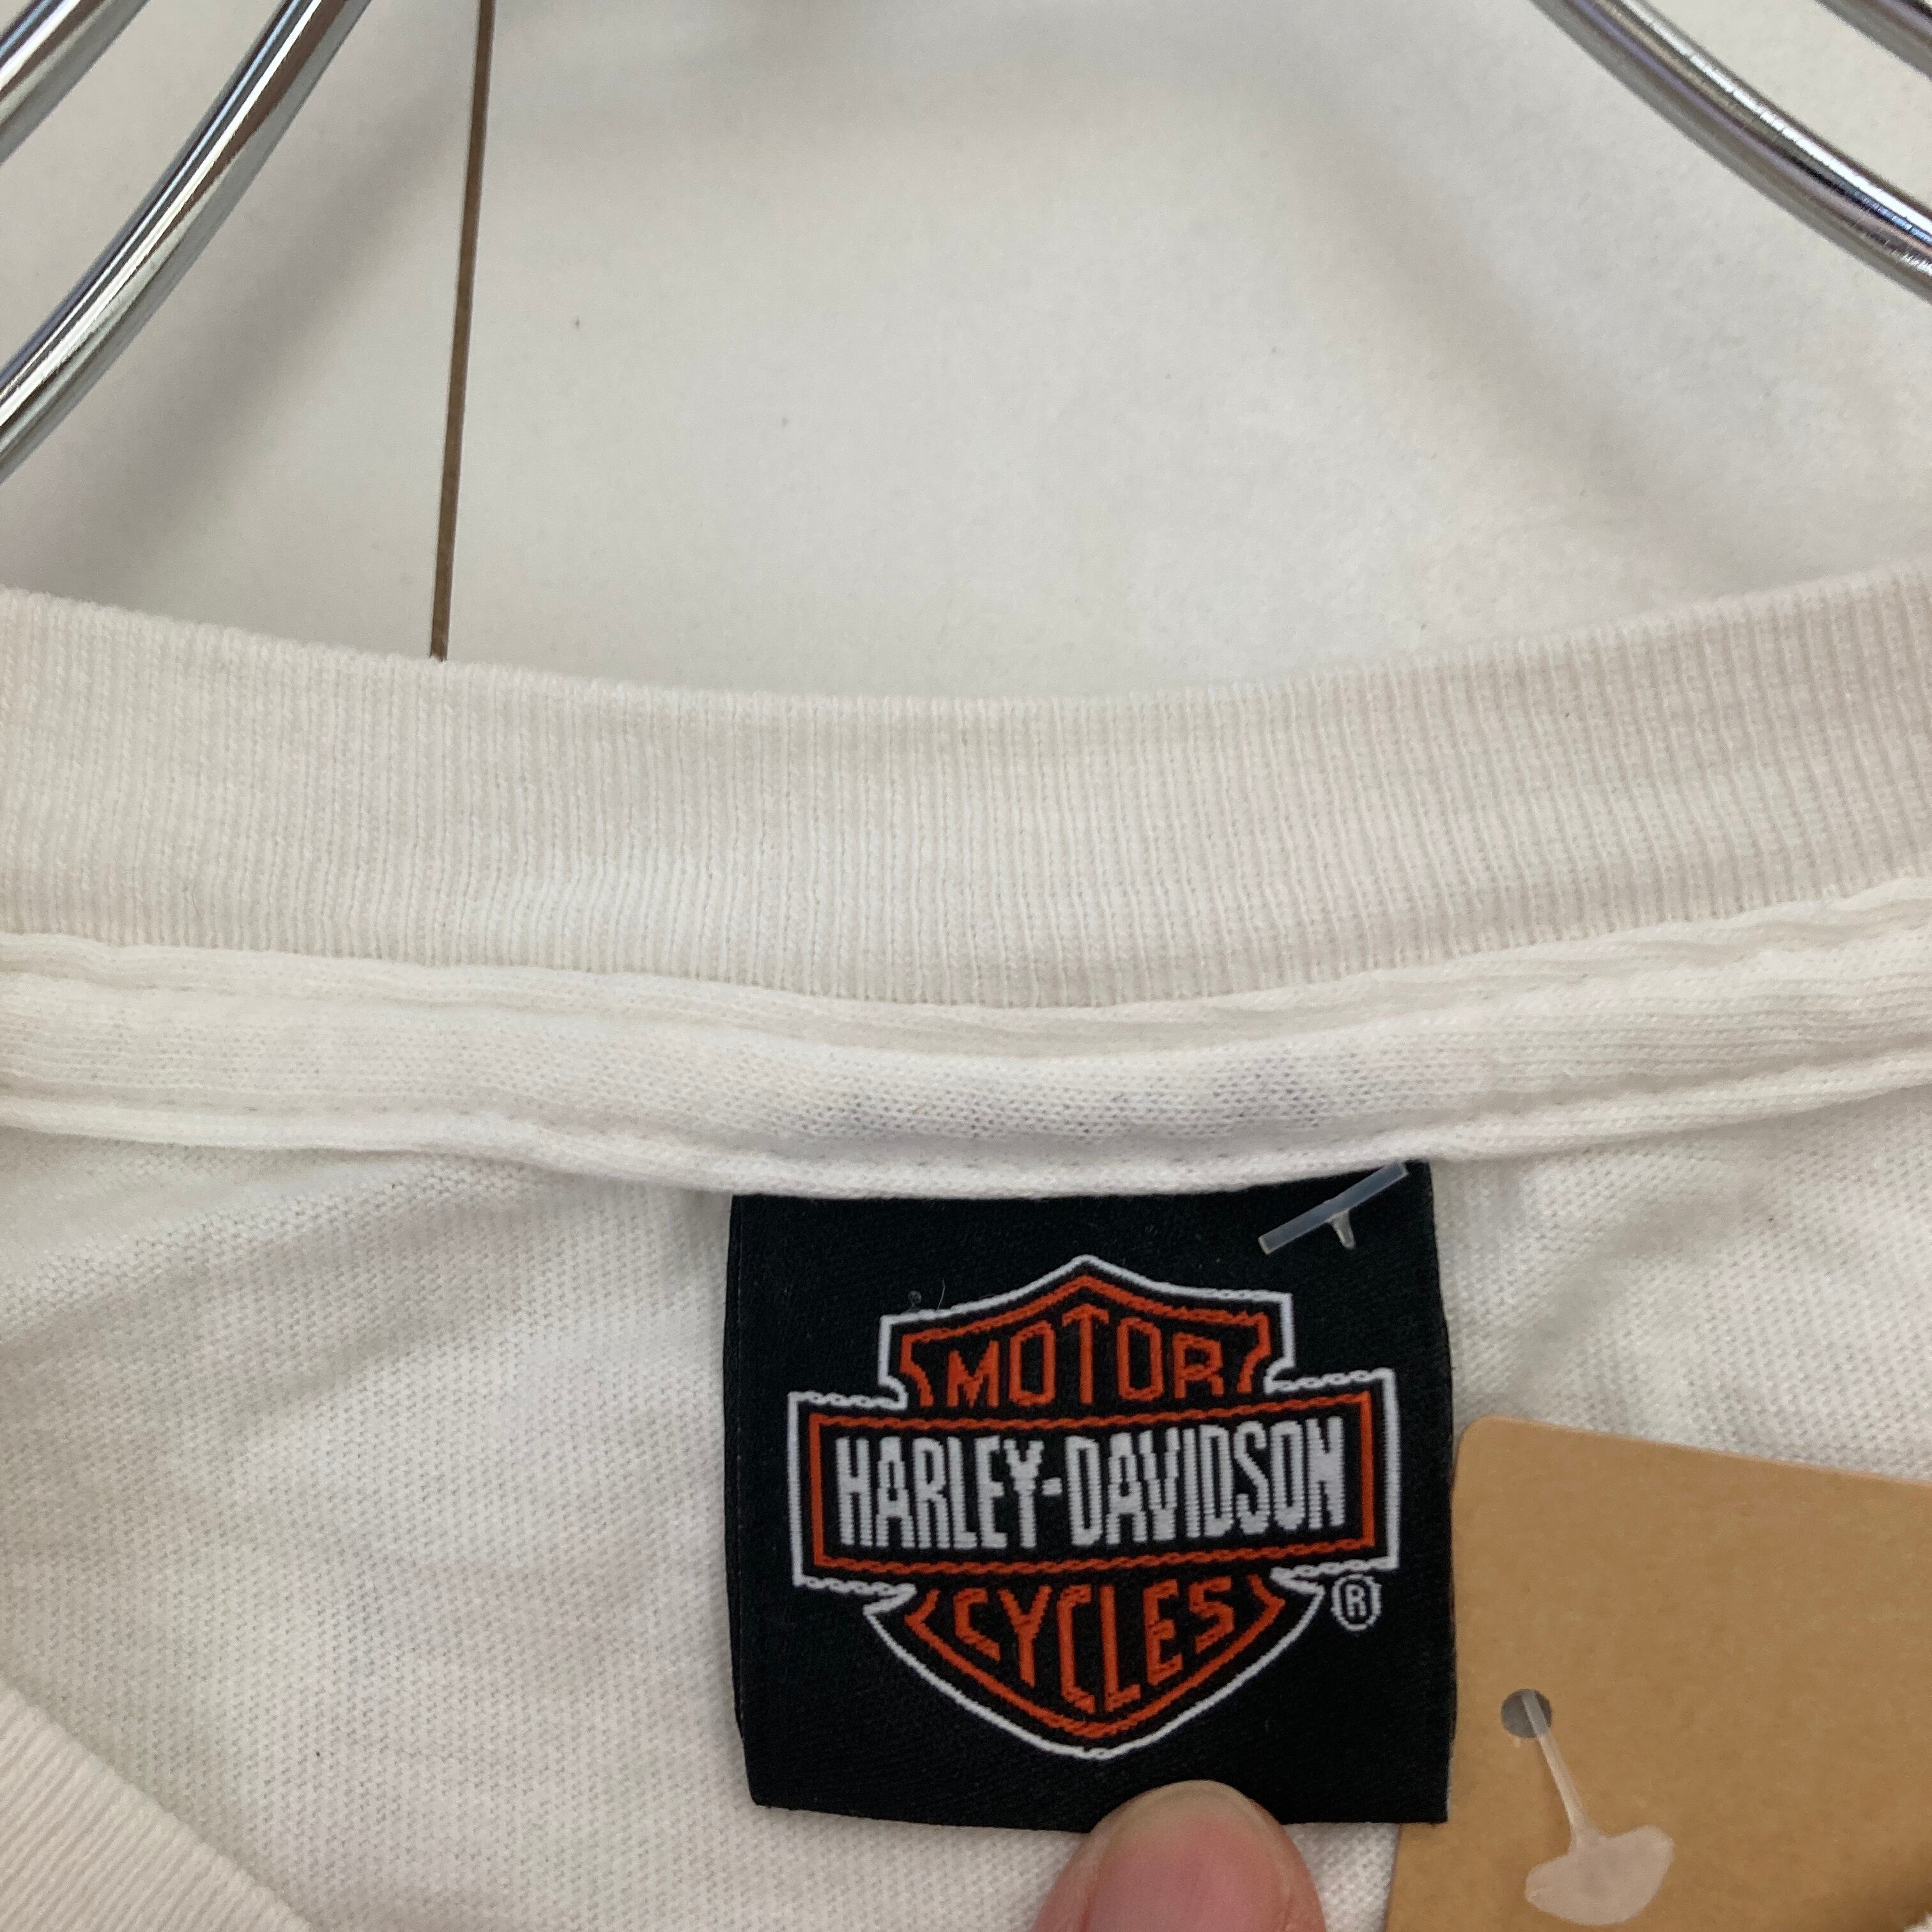 MOTOR
HARLEY-DAVIDSON
CYCLES
®